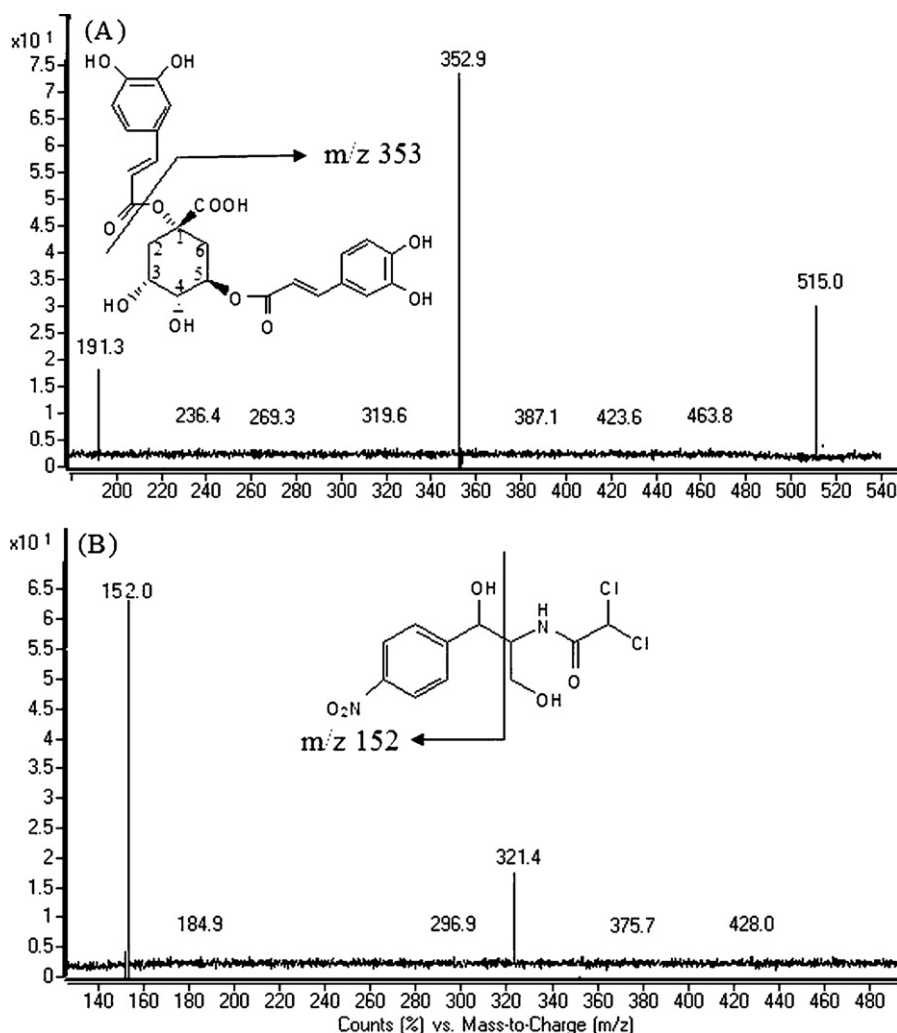 (A)
x10 1
7.5
7
6.5
6
5.5
5
4.5
4
3.5
3
2.5
2
1.5
1
0.5
0
HO OH
O
O
COOH
1
2 6
3 5
4
HO
OH
O
O
OH
OH
m/z 353
352.9
515.0
191.3
236.4 269.3 319.6 387.1 423.6 463.8
200 220 240 260 280 300 320 340 360 380 400 420 440 460 480 500 520 540
(B)
x10 1
6.5
6
5.5
5
4.5
4
3.5
3
2.5
2
1.5
1
0.5
0
152.0
OH
H
N
Cl
Cl
O
OH
O2N
m/z 152
321.4
184.9 296.9 375.7 428.0
140 160 180 200 220 240 260 280 300 320 340 360 380 400 420 440 460 480
Counts (%) vs. Mass-to-Charge (m/z)